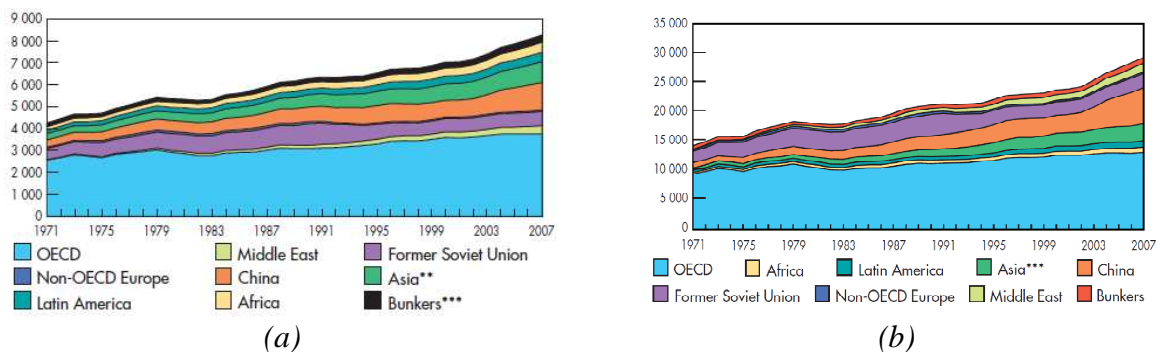 9 000
8 000
7 000
6 000
5 000
4 000
3 000
2 000
1 000
0
1971 1975 1979 1983 1987 1991 1995 1999 2003 2007
OECD Middle East Former Soviet Union
Non-OECD Europe China Asia**
Latin America Africa Bunkers***
(a)
35 000
30 000
25 000
20 000
15 000
10 000
5 000
0
1971 1975 1979 1983 1987 1991 1995 1999 2003 2007
OECD Africa Latin America Asia*** China
Former Soviet Union Non-OECD Europe Middle East Bunkers
(b)